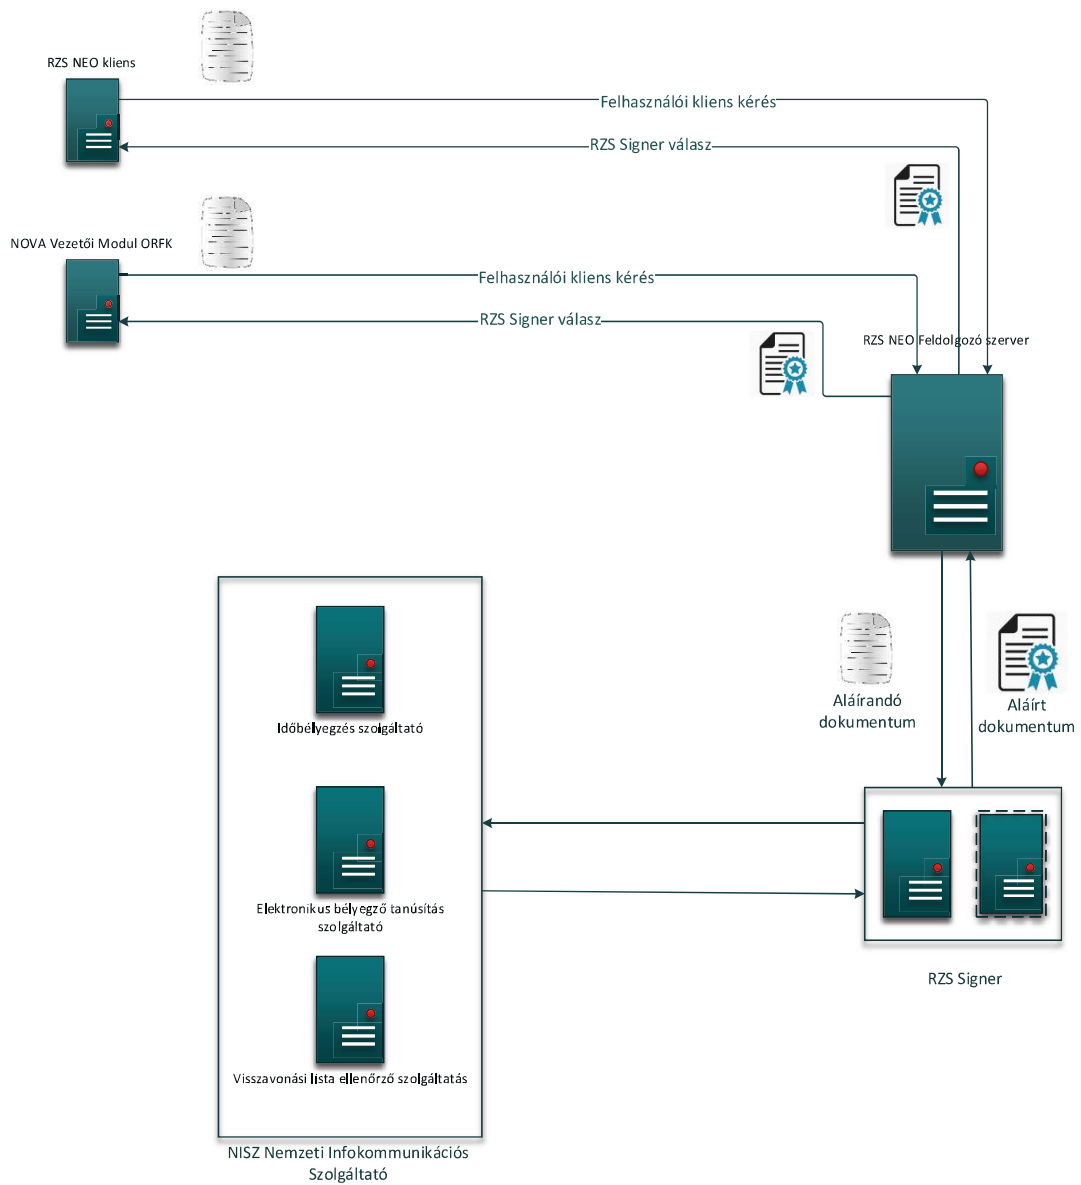 RZS NEO kliens
Felhasználói kliens kérés
RZS Signer válasz
NOVA Vezetői Modul ORFK
Felhasználói kliens kérés
RZS Signer válasz
RZS NEO Feldolgozó szerver
Aláírandó
dokumentum
Aláírt
dokumentum
Időbélyegzés szolgáltató
Elektronikus bélyegző tanúsítás
szolgáltató
RZS Signer
Visszavonási lista ellenőrző szolgáltatás
NISZ Nemzeti Infokommunikációs
Szolgáltató